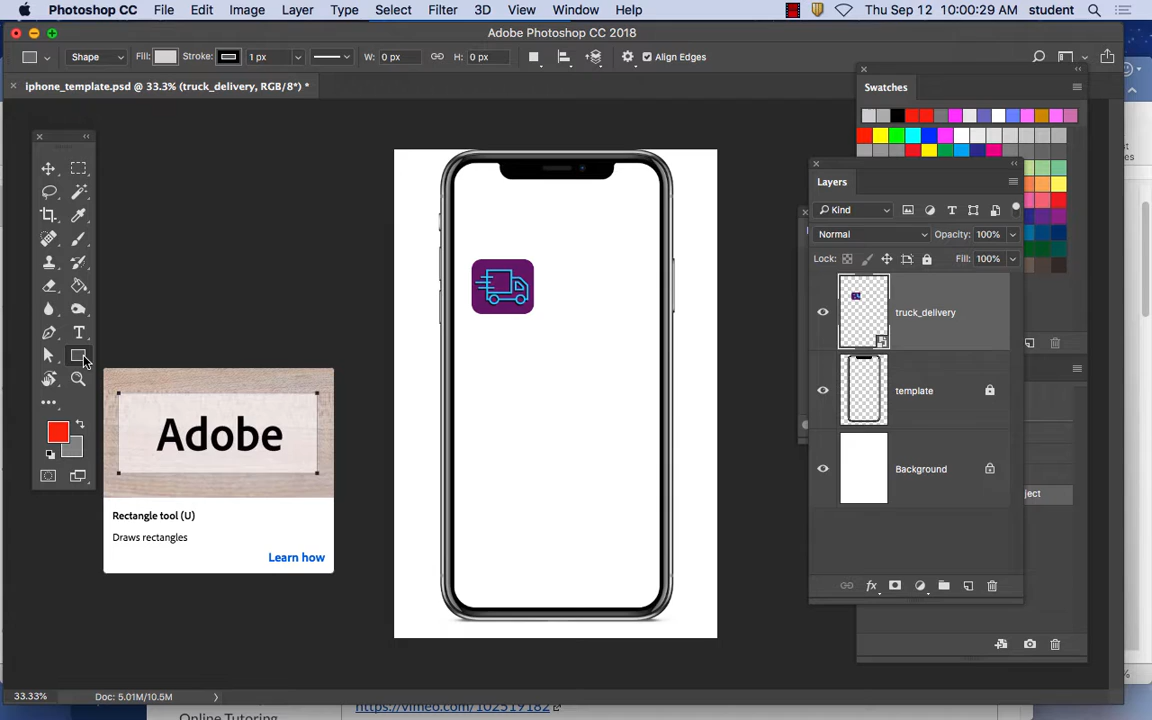 Photoshop CC File Edit Image Layer Type Select Filter 3D View Window Help Thu Sep 12 10:00:29 AM student
Adobe Photoshop CC 2018
Shape Fill: Stroke: 1 px W: 0 px H: 0 px Align Edges
iphone_template.psd @ 33.3% (truck_delivery, RGB/8*) *
Swatches
Layers
Kind
Normal Opacity: 100%
Lock: Fill: 100%
truck_delivery
template
Background
ject
Adobe
Rectangle tool (U)
Draws rectangles
Learn how
33.33% Doc: 5.01M/10.5M
Online Tutoring
https://vimeo.com/102519182